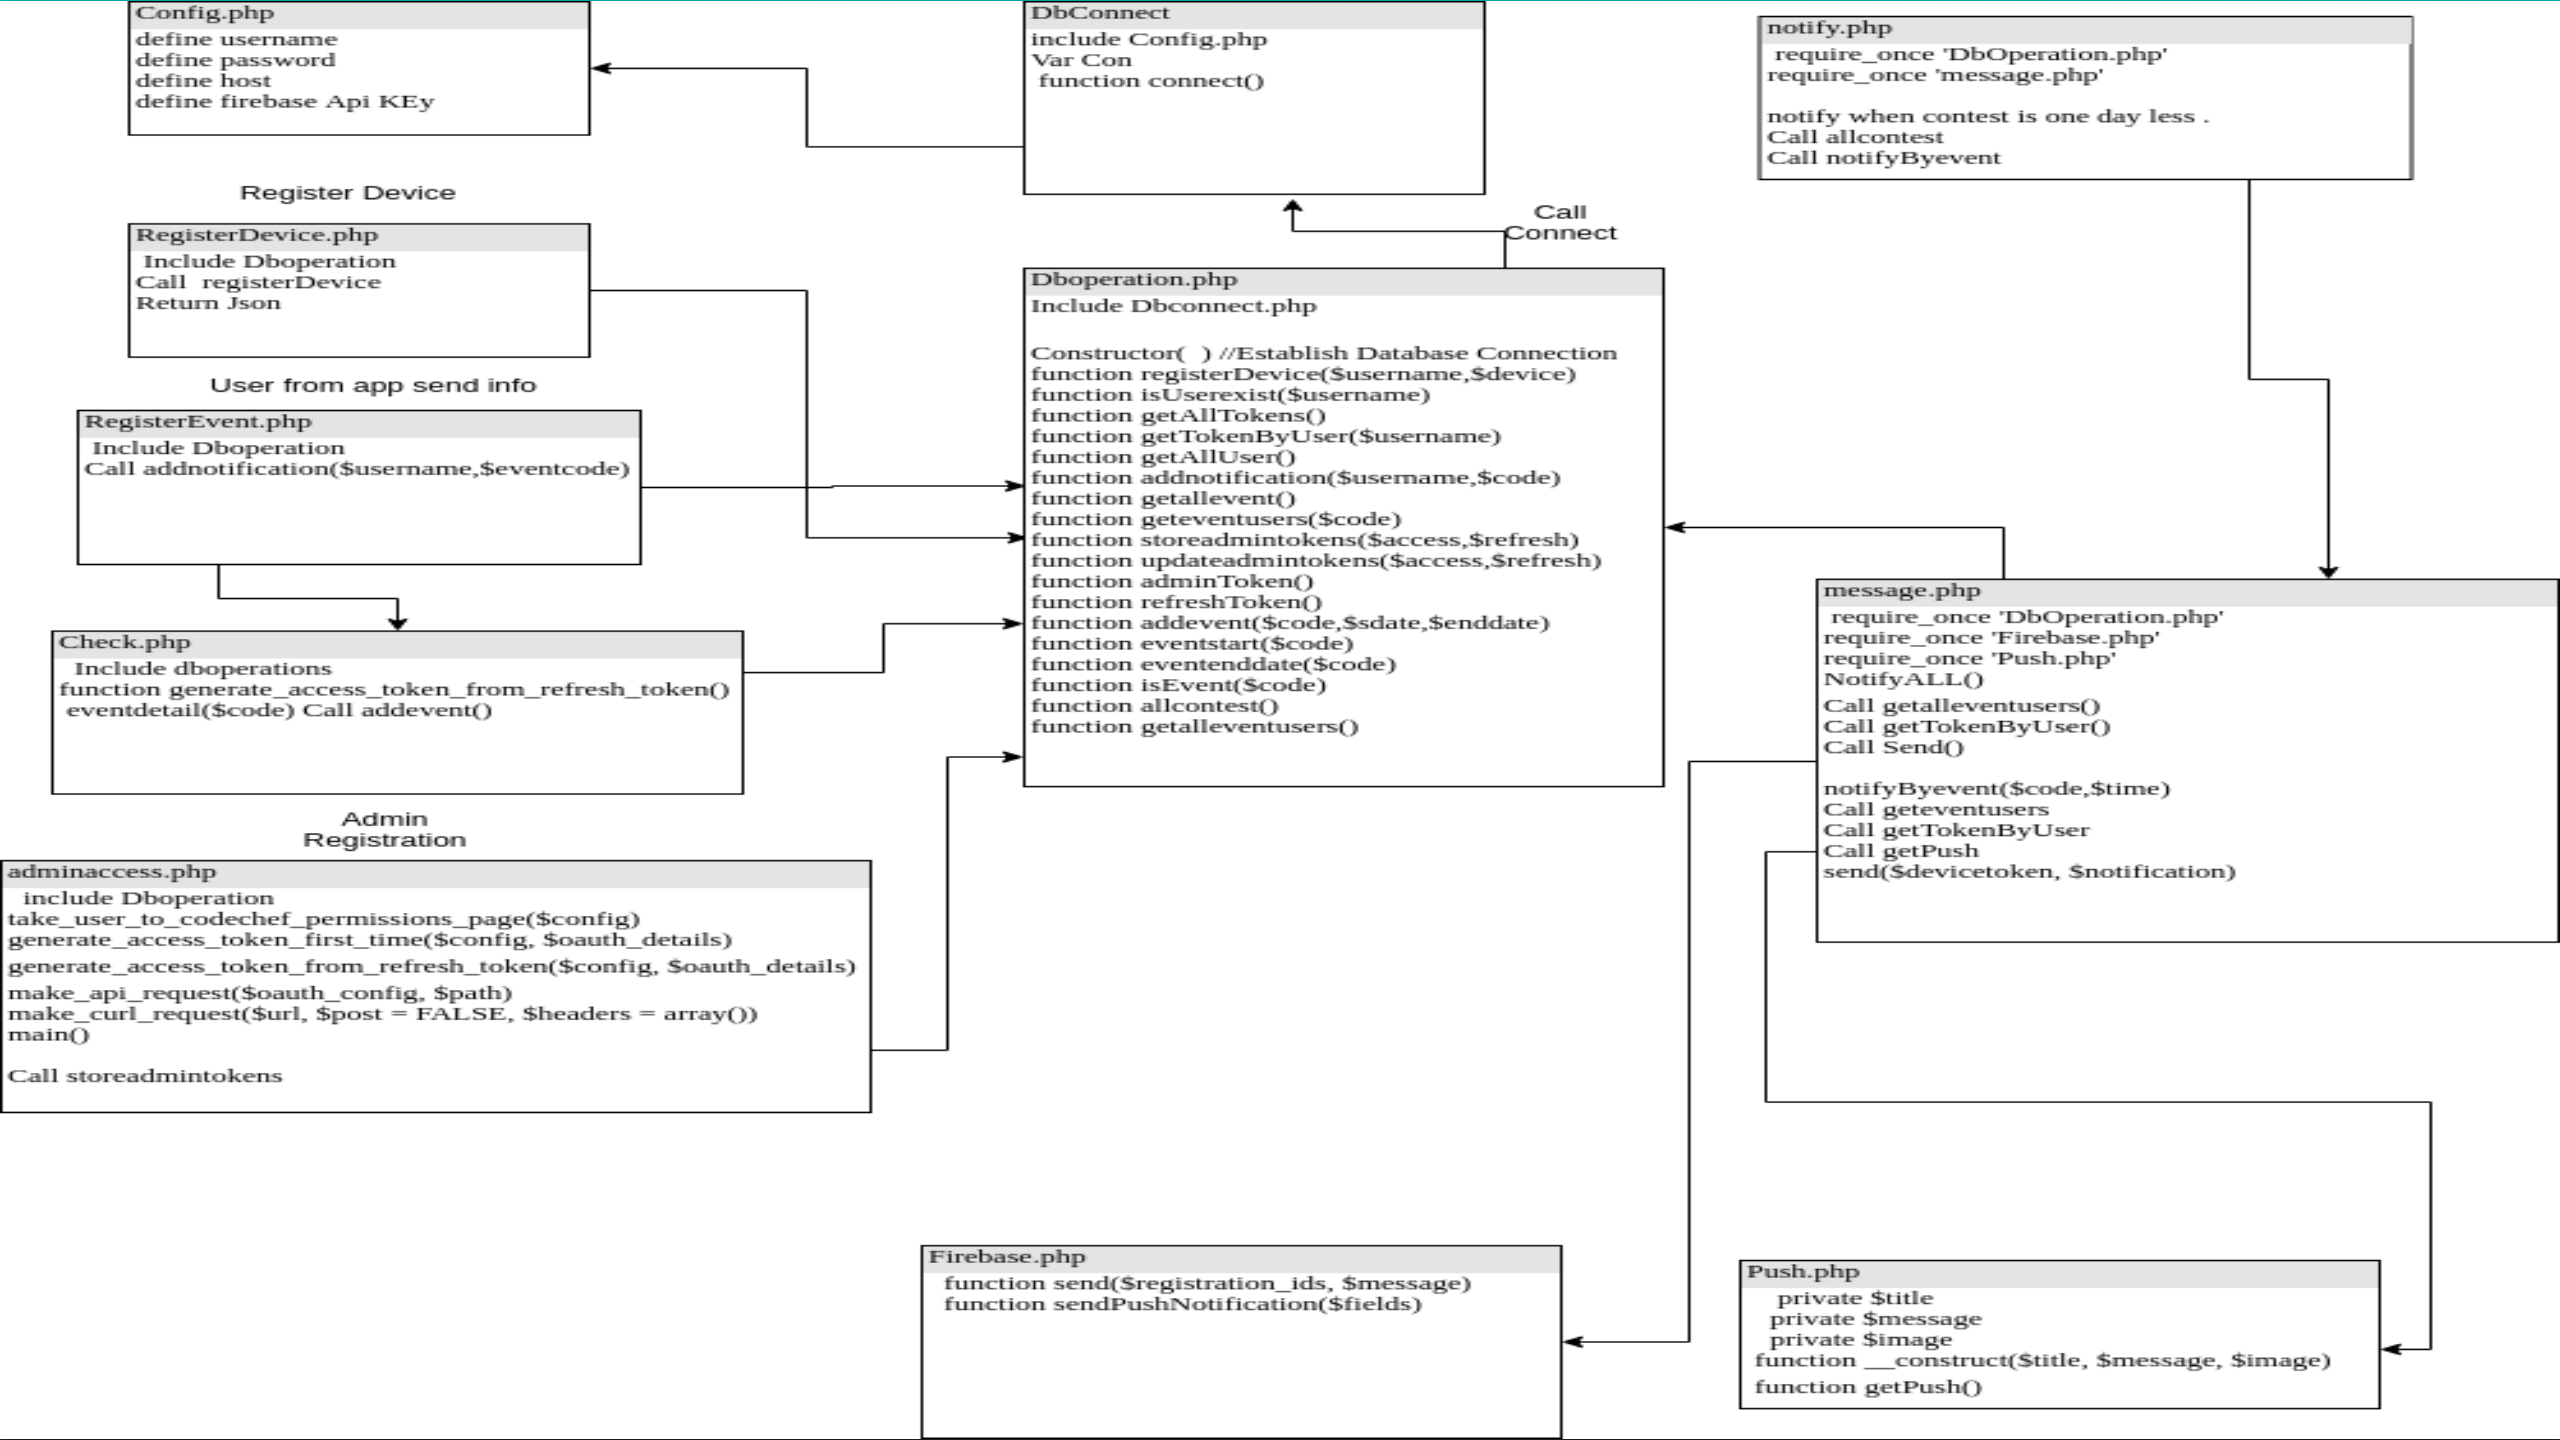 Config.php
define username
define password
define host
define firebase Api KEy
DbConnect
include Config.php
Var Con
function connect()
notify.php
require_once 'DbOperation.php'
require_once 'message.php'
notify when contest is one day less .
Call allcontest
Call notifyByevent
Register Device
RegisterDevice.php
Include Dboperation
Call registerDevice
Return Json
Call
Connect
Dboperation.php
Include Dbconnect.php
Constructor( ) //Establish Database Connection
function registerDevice($username,$device)
function isUserexist($username)
function getAllTokens()
function getTokenByUser($username)
function getAllUser()
function addnotification($username,$code)
function getallevent()
function geteventusers($code)
function storeadmintokens($access,$refresh)
function updateadmintokens($access,$refresh)
function adminToken()
function refreshToken()
function addevent($code,$sdate,$enddate)
function eventstart($code)
function eventenddate($code)
function isEvent($code)
function allcontest()
function getalleventusers()
User from app send info
RegisterEvent.php
Include Dboperation
Call addnotification($username,$eventcode)
Check.php
Include dboperations
function generate_access_token_from_refresh_token()
eventdetail($code) Call addevent()
message.php
require_once 'DbOperation.php'
require_once 'Firebase.php'
require_once 'Push.php'
NotifyALL()
Call getalleventusers()
Call getTokenByUser()
Call Send()
notifyByevent($code,$time)
Call geteventusers
Call getTokenByUser
Call getPush
send($devicetoken, $notification)
Admin
Registration
adminaccess.php
include Dboperation
take_user_to_codechef_permissions_page($config)
generate_access_token_first_time($config, $oauth_details)
generate_access_token_from_refresh_token($config, $oauth_details)
make_api_request($oauth_config, $path)
make_curl_request($url, $post = FALSE, $headers = array())
main()
Call storeadmintokens
Firebase.php
function send($registration_ids, $message)
function sendPushNotification($fields)
Push.php
private $title
private $message
private $image
function __construct($title, $message, $image)
function getPush()